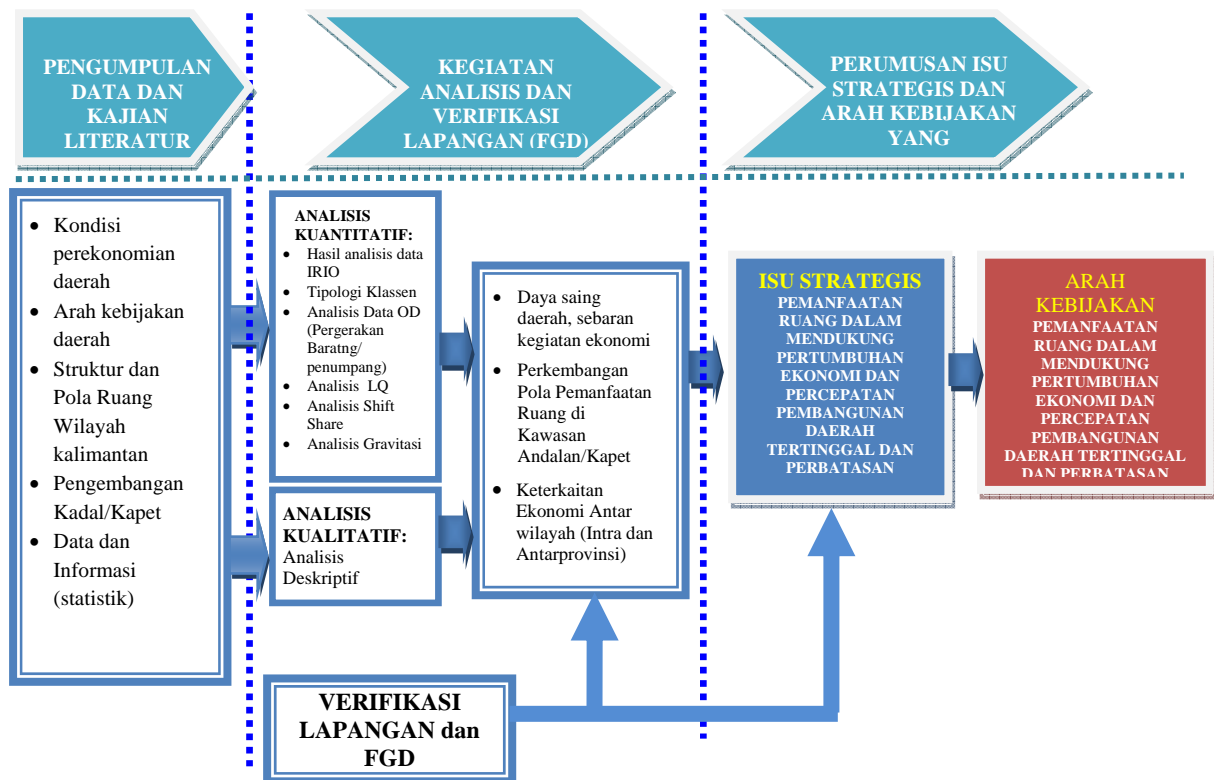 PENGUMPULAN
DATA DAN
KAJIAN
LITERATUR
KEGIATAN
ANALISIS DAN
VERIFIKASI
LAPANGAN (FGD)
PERUMUSAN ISU
STRATEGIS DAN
ARAH KEBIJAKAN
YANG
• Kondisi
perekonomian
daerah
• Arah kebijakan
daerah
• Struktur dan
Pola Ruang
Wilayah
kalimantan
• Pengembangan
Kadal/Kapet
• Data dan
Informasi
(statistik)
ANALISIS
KUANTITATIF:
• Hasil analisis data
IRIO
• Tipologi Klassen
• Analisis Data OD
(Pergerakan
Baratng/
penumpang)
• Analisis LQ
• Analisis Shift
Share
• Analisis Gravitasi
ANALISIS
KUALITATIF:
Analisis
Deskriptif
• Daya saing
daerah, sebaran
kegiatan ekonomi
• Perkembangan
Pola Pemanfaatan
Ruang di
Kawasan
Andalan/Kapet
• Keterkaitan
Ekonomi Antar
wilayah (Intra dan
Antarprovinsi)
ISU STRATEGIS
PEMANFAATAN
RUANG DALAM
MENDUKUNG
PERTUMBUHAN
EKONOMI DAN
PERCEPATAN
PEMBANGUNAN
DAERAH
TERTINGGAL DAN
PERBATASAN
ARAH
KEBIJAKAN
PEMANFAATAN
RUANG DALAM
MENDUKUNG
PERTUMBUHAN
EKONOMI DAN
PERCEPATAN
PEMBANGUNAN
DAERAH TERTINGGAL
DAN PERBATASAN
VERIFIKASI
LAPANGAN dan
FGD